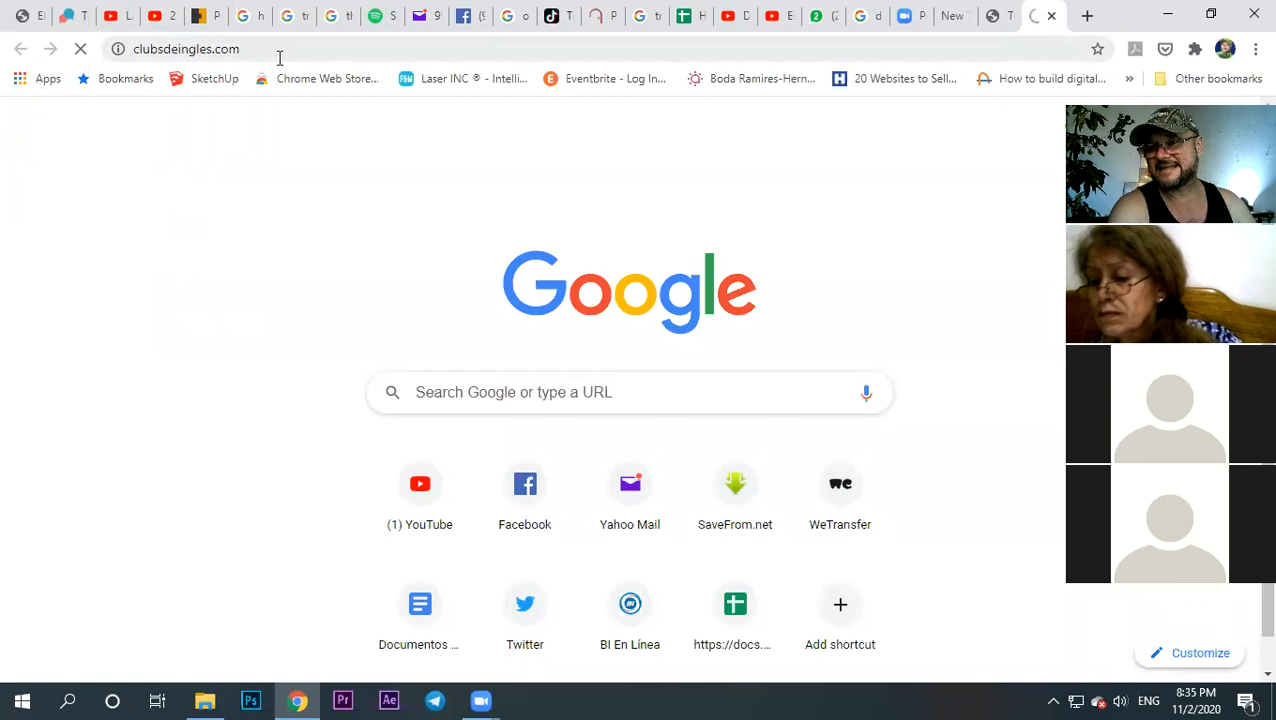 clubsdeingles.com
Apps Bookmarks SketchUp Chrome Web Store... Laser INC ® - Intelli... Eventbrite - Log In... Boda Ramires-Hern... 20 Websites to Sell... How to build digital... » Other bookmarks
Google
Search Google or type a URL
(1) YouTube Facebook Yahoo Mail SaveFrom.net WeTransfer
Documentos ... Twitter BI En Línea https://docs.... Add shortcut
Customize
Ps Pr Ae ENG 8:35 PM
11/2/2020